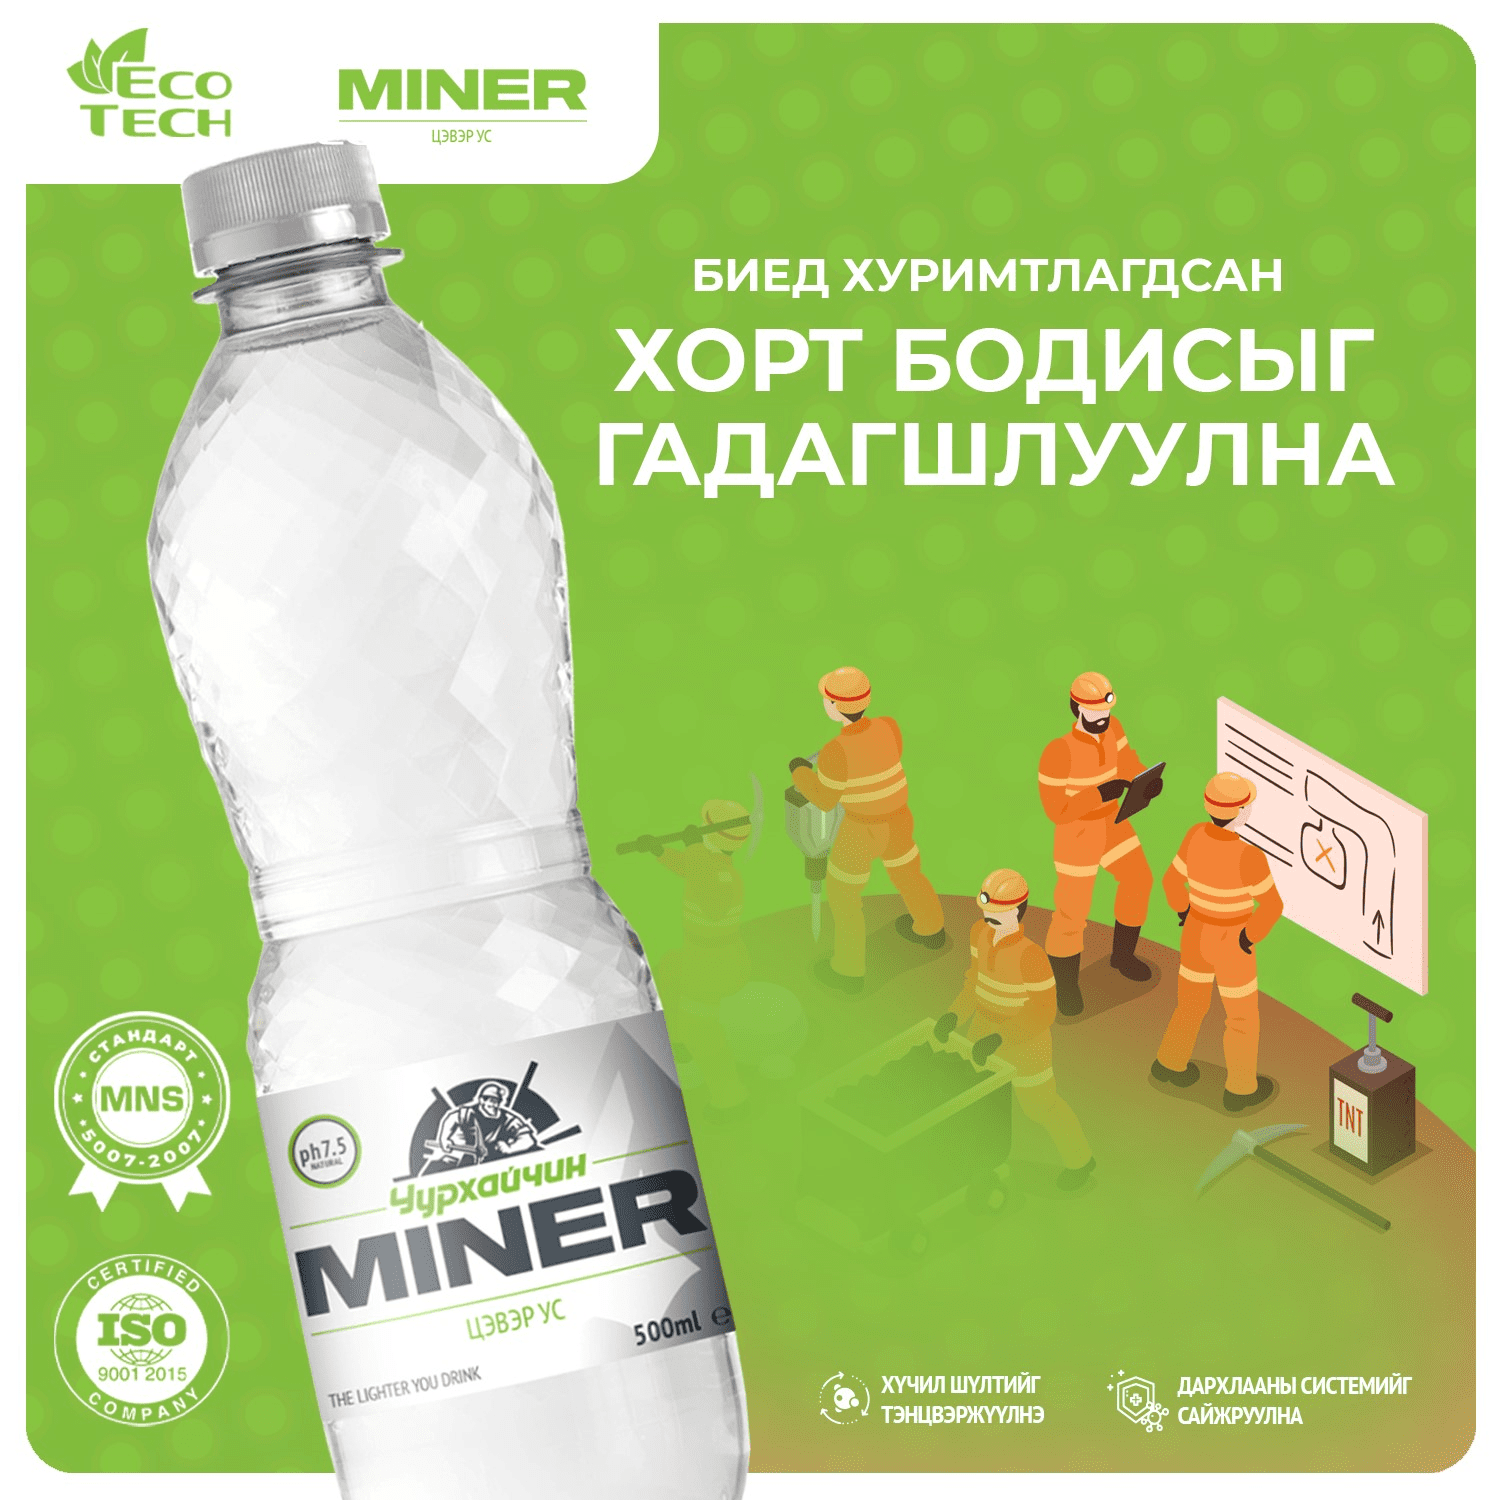 ECO
TECH
MINER
ЦЭВЭР УС
БИЕД ХУРИМТЛАГДСАН
ХОРТ БОДИСЫГ
ГАДАГШЛУУЛНА
TNT
СТАНДАРТ
MNS
5007-2007
CERTIFIED
ISO
9001 2015
COMPANY
ph7.5
NATURAL
Уурхайчин
MINER
ЦЭВЭР УС
500ml e
THE LIGHTER YOU DRINK
ХҮЧИЛ ШҮЛТИЙГ
ТЭНЦВЭРЖҮҮЛНЭ
ДАРХЛААНЫ СИСТЕМИЙГ
САЙЖРУУЛНА